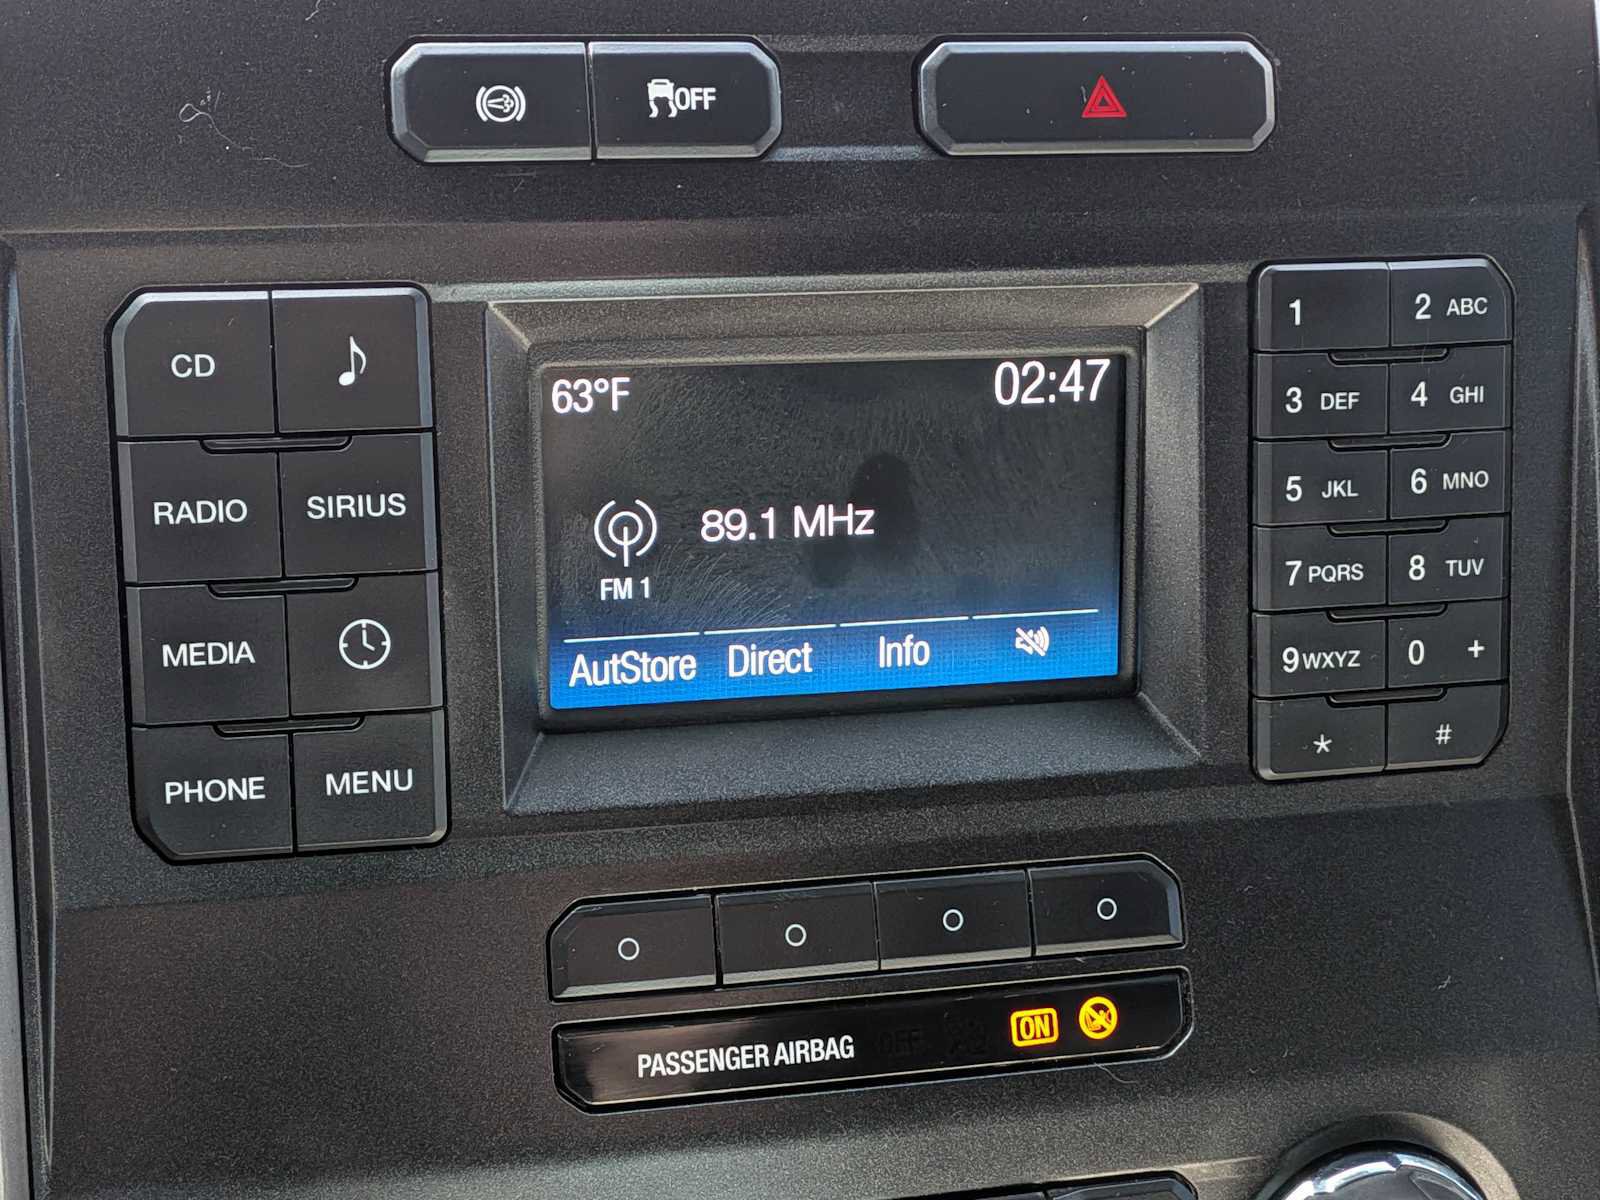 OFF
CD
RADIO SIRIUS
MEDIA
PHONE MENU
63°F 02:47
89.1 MHz
FM 1
AutStore Direct Info
1 2 ABC
3 DEF 4 GHI
5 JKL 6 MNO
7 PQRS 8 TUV
9 WXYZ 0 +
* #
PASSENGER AIRBAG OFF ON